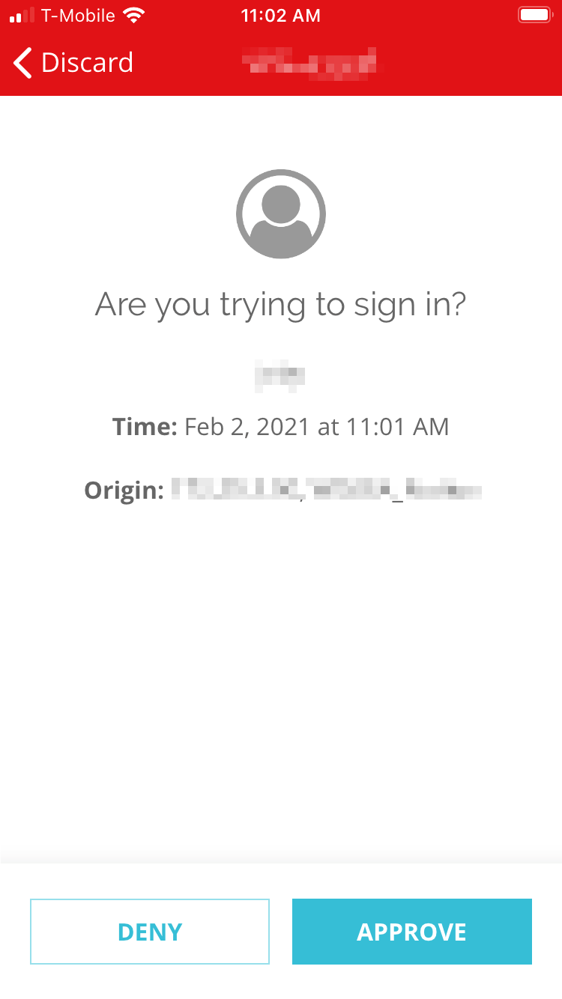 T-Mobile 11:02 AM
Discard
Are you trying to sign in?
Time: Feb 2, 2021 at 11:01 AM
Origin:
DENY APPROVE